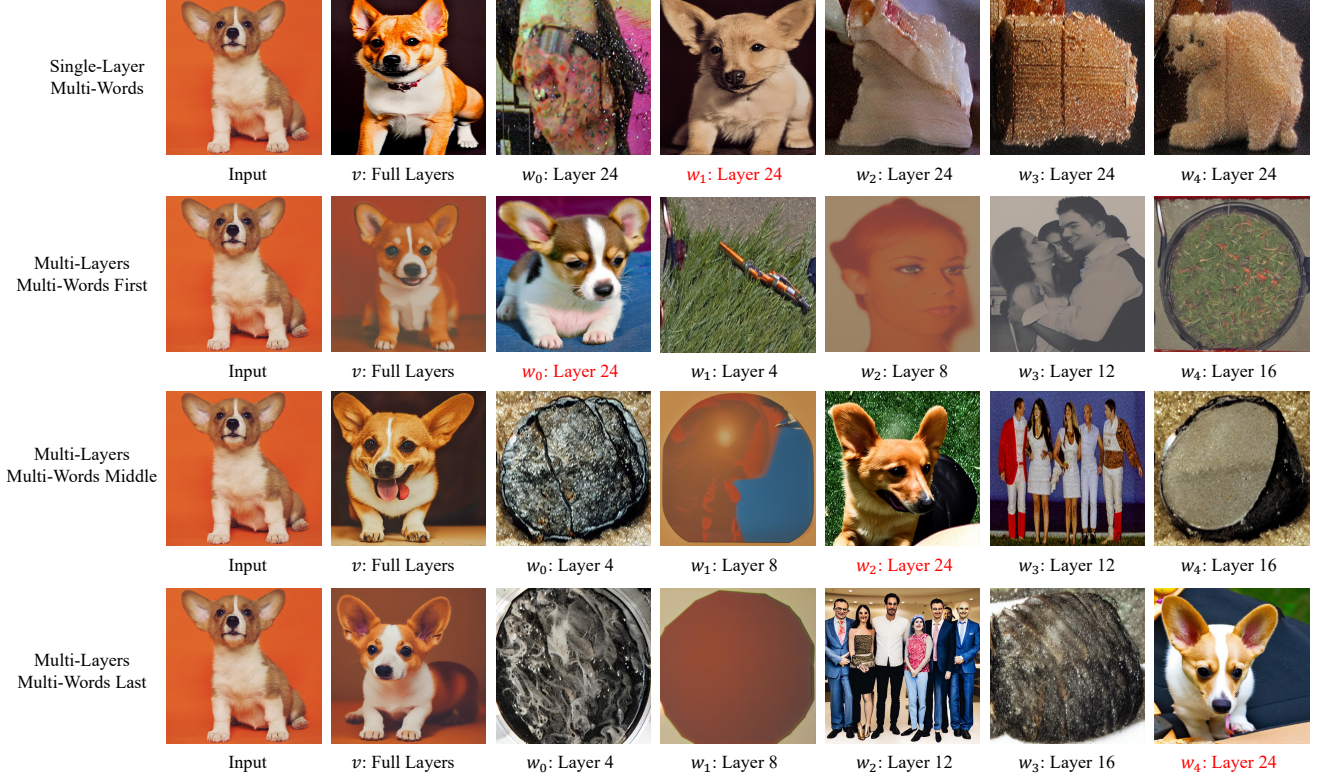 Single-Layer
Multi-Words
Input
𝑣: Full Layers
𝑤₀: Layer 24
𝑤₁: Layer 24
𝑤₂: Layer 24
𝑤₃: Layer 24
𝑤₄: Layer 24
Multi-Layers
Multi-Words First
Input
𝑣: Full Layers
𝑤₀: Layer 24
𝑤₁: Layer 4
𝑤₂: Layer 8
𝑤₃: Layer 12
𝑤₄: Layer 16
Multi-Layers
Multi-Words Middle
Input
𝑣: Full Layers
𝑤₀: Layer 4
𝑤₁: Layer 8
𝑤₂: Layer 24
𝑤₃: Layer 12
𝑤₄: Layer 16
Multi-Layers
Multi-Words Last
Input
𝑣: Full Layers
𝑤₀: Layer 4
𝑤₁: Layer 8
𝑤₂: Layer 12
𝑤₃: Layer 16
𝑤₄: Layer 24